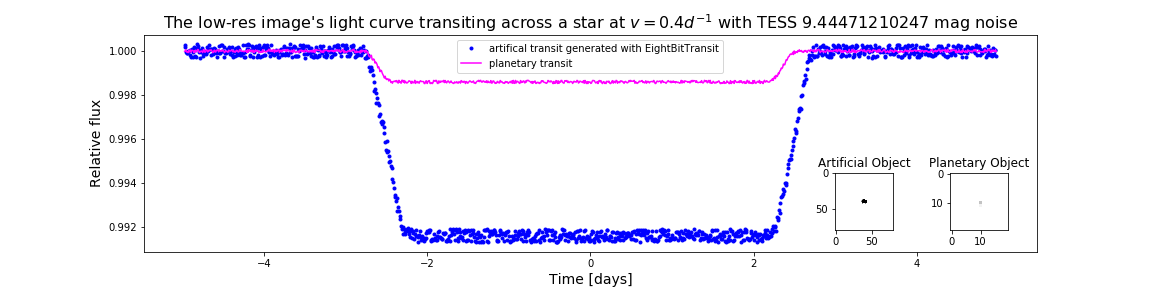 The low-res image's light curve transiting across a star at v = 0.4d⁻¹ with TESS 9.44471210247 mag noise
artifical transit generated with EightBitTransit
planetary transit
Relative flux
1.000
0.998
0.996
0.994
0.992
−4
−2
0
2
4
Time [days]
Artificial Object
0
50
0
50
Planetary Object
0
10
0
10